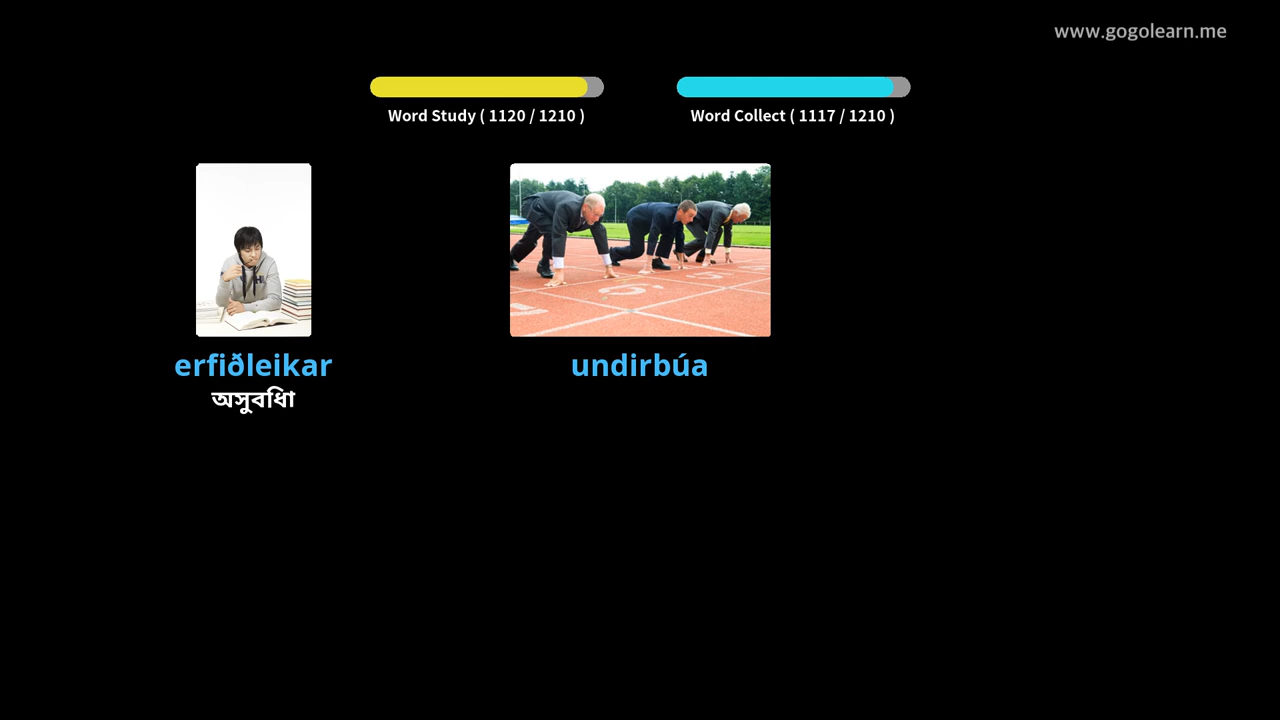 www.gogolearn.me
Word Study ( 1120 / 1210 )
Word Collect ( 1117 / 1210 )
erfiðleikar
undirbúa
অসুবিধা